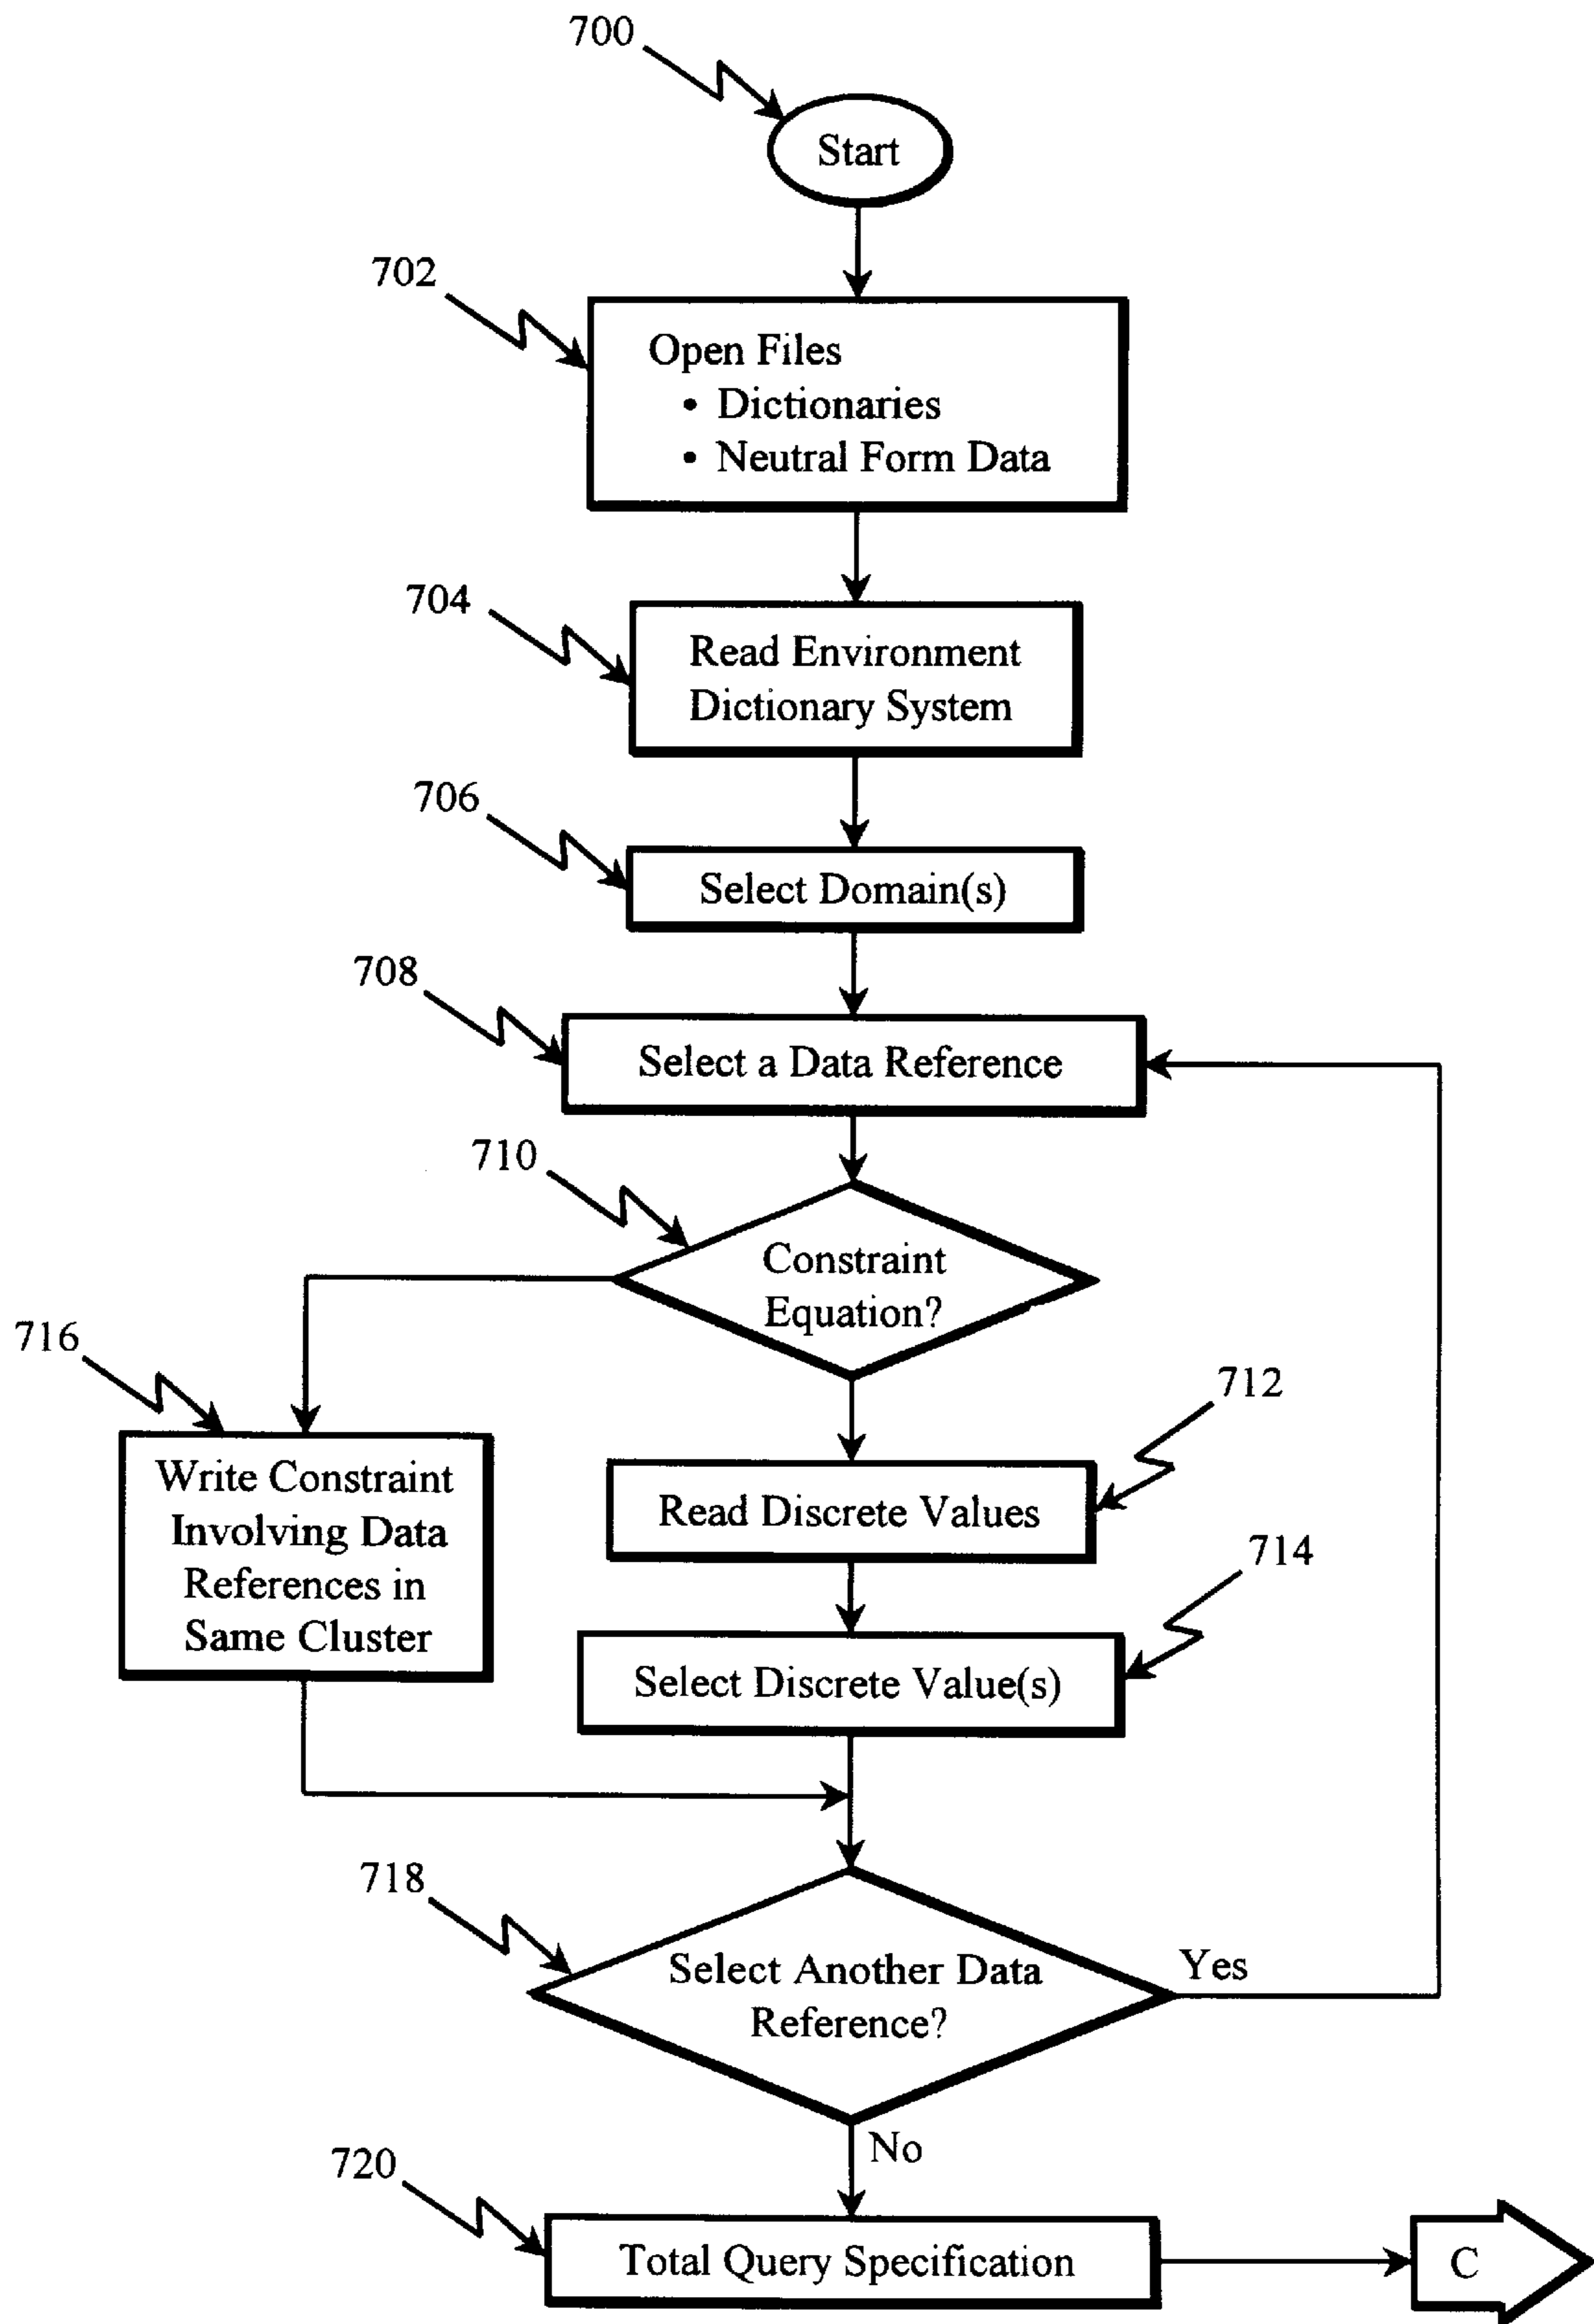 700
Start
702
Open Files
• Dictionaries
• Neutral Form Data
704
Read Environment
Dictionary System
706
Select Domain(s)
708
Select a Data Reference
710
Constraint
Equation?
716
Write Constraint
Involving Data
References in
Same Cluster
712
Read Discrete Values
714
Select Discrete Value(s)
718
Select Another Data
Reference?
Yes
No
720
Total Query Specification
C